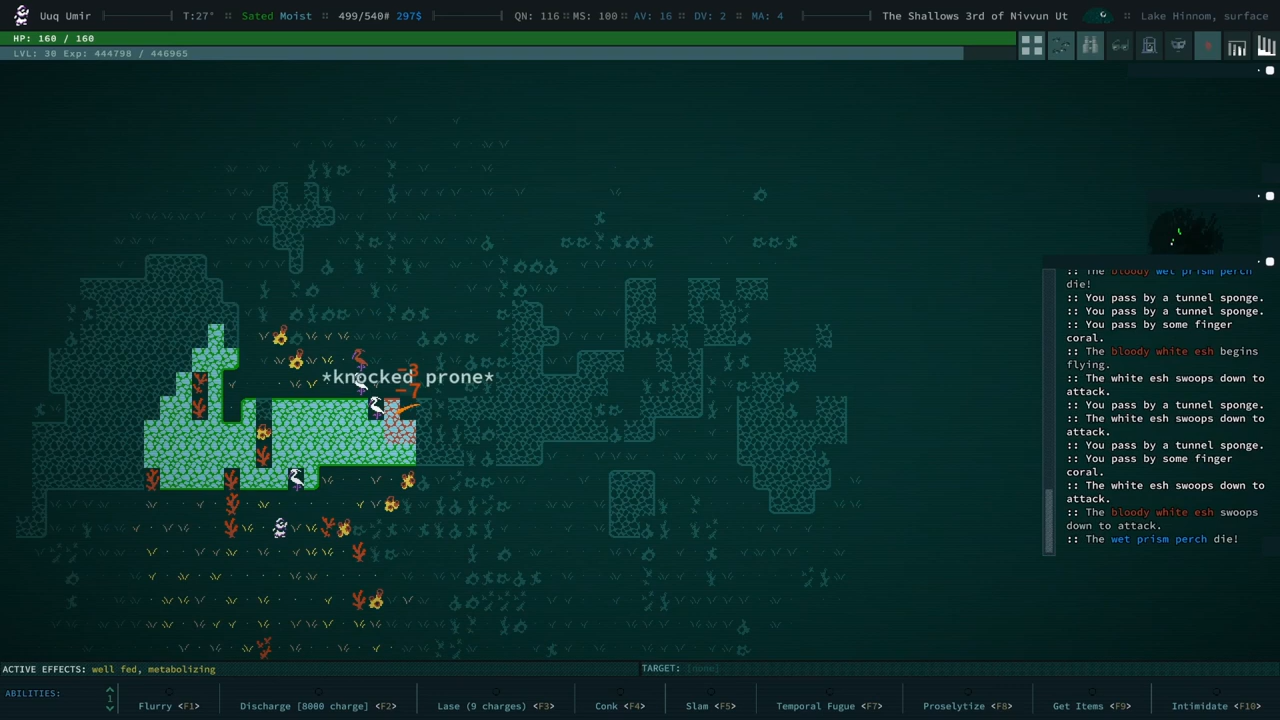 Uuq Umir T:27° :: Sated Moist :: 499/540# 297$ QN: 116 :: MS: 100 :: AV: 16 :: DV: 2 :: MA: 4 The Shallows 3rd of Nivvun Ut :: Lake Hinnom, surface
HP: 160 / 160
LVL: 30 Exp: 444798 / 446965
:: The bloody wet prism perch
die!
:: You pass by a tunnel sponge.
:: You pass by a tunnel sponge.
:: You pass by some finger
coral.
:: The bloody white esh begins
flying.
:: The white esh swoops down to
attack.
:: You pass by a tunnel sponge.
:: The white esh swoops down to
attack.
:: You pass by a tunnel sponge.
:: You pass by some finger
coral.
:: The white esh swoops down to
attack.
:: The bloody white esh swoops
down to attack.
:: The wet prism perch die!
-3
*knocked prone*
-7
ACTIVE EFFECTS: well fed, metabolizing
TARGET: [none]
ABILITIES: 1 Flurry <F1> Discharge [8000 charge] <F2> Lase (9 charges) <F3> Conk <F4> Slam <F5> Temporal Fugue <F7> Proselytize <F8> Get Items <F9> Intimidate <F10>